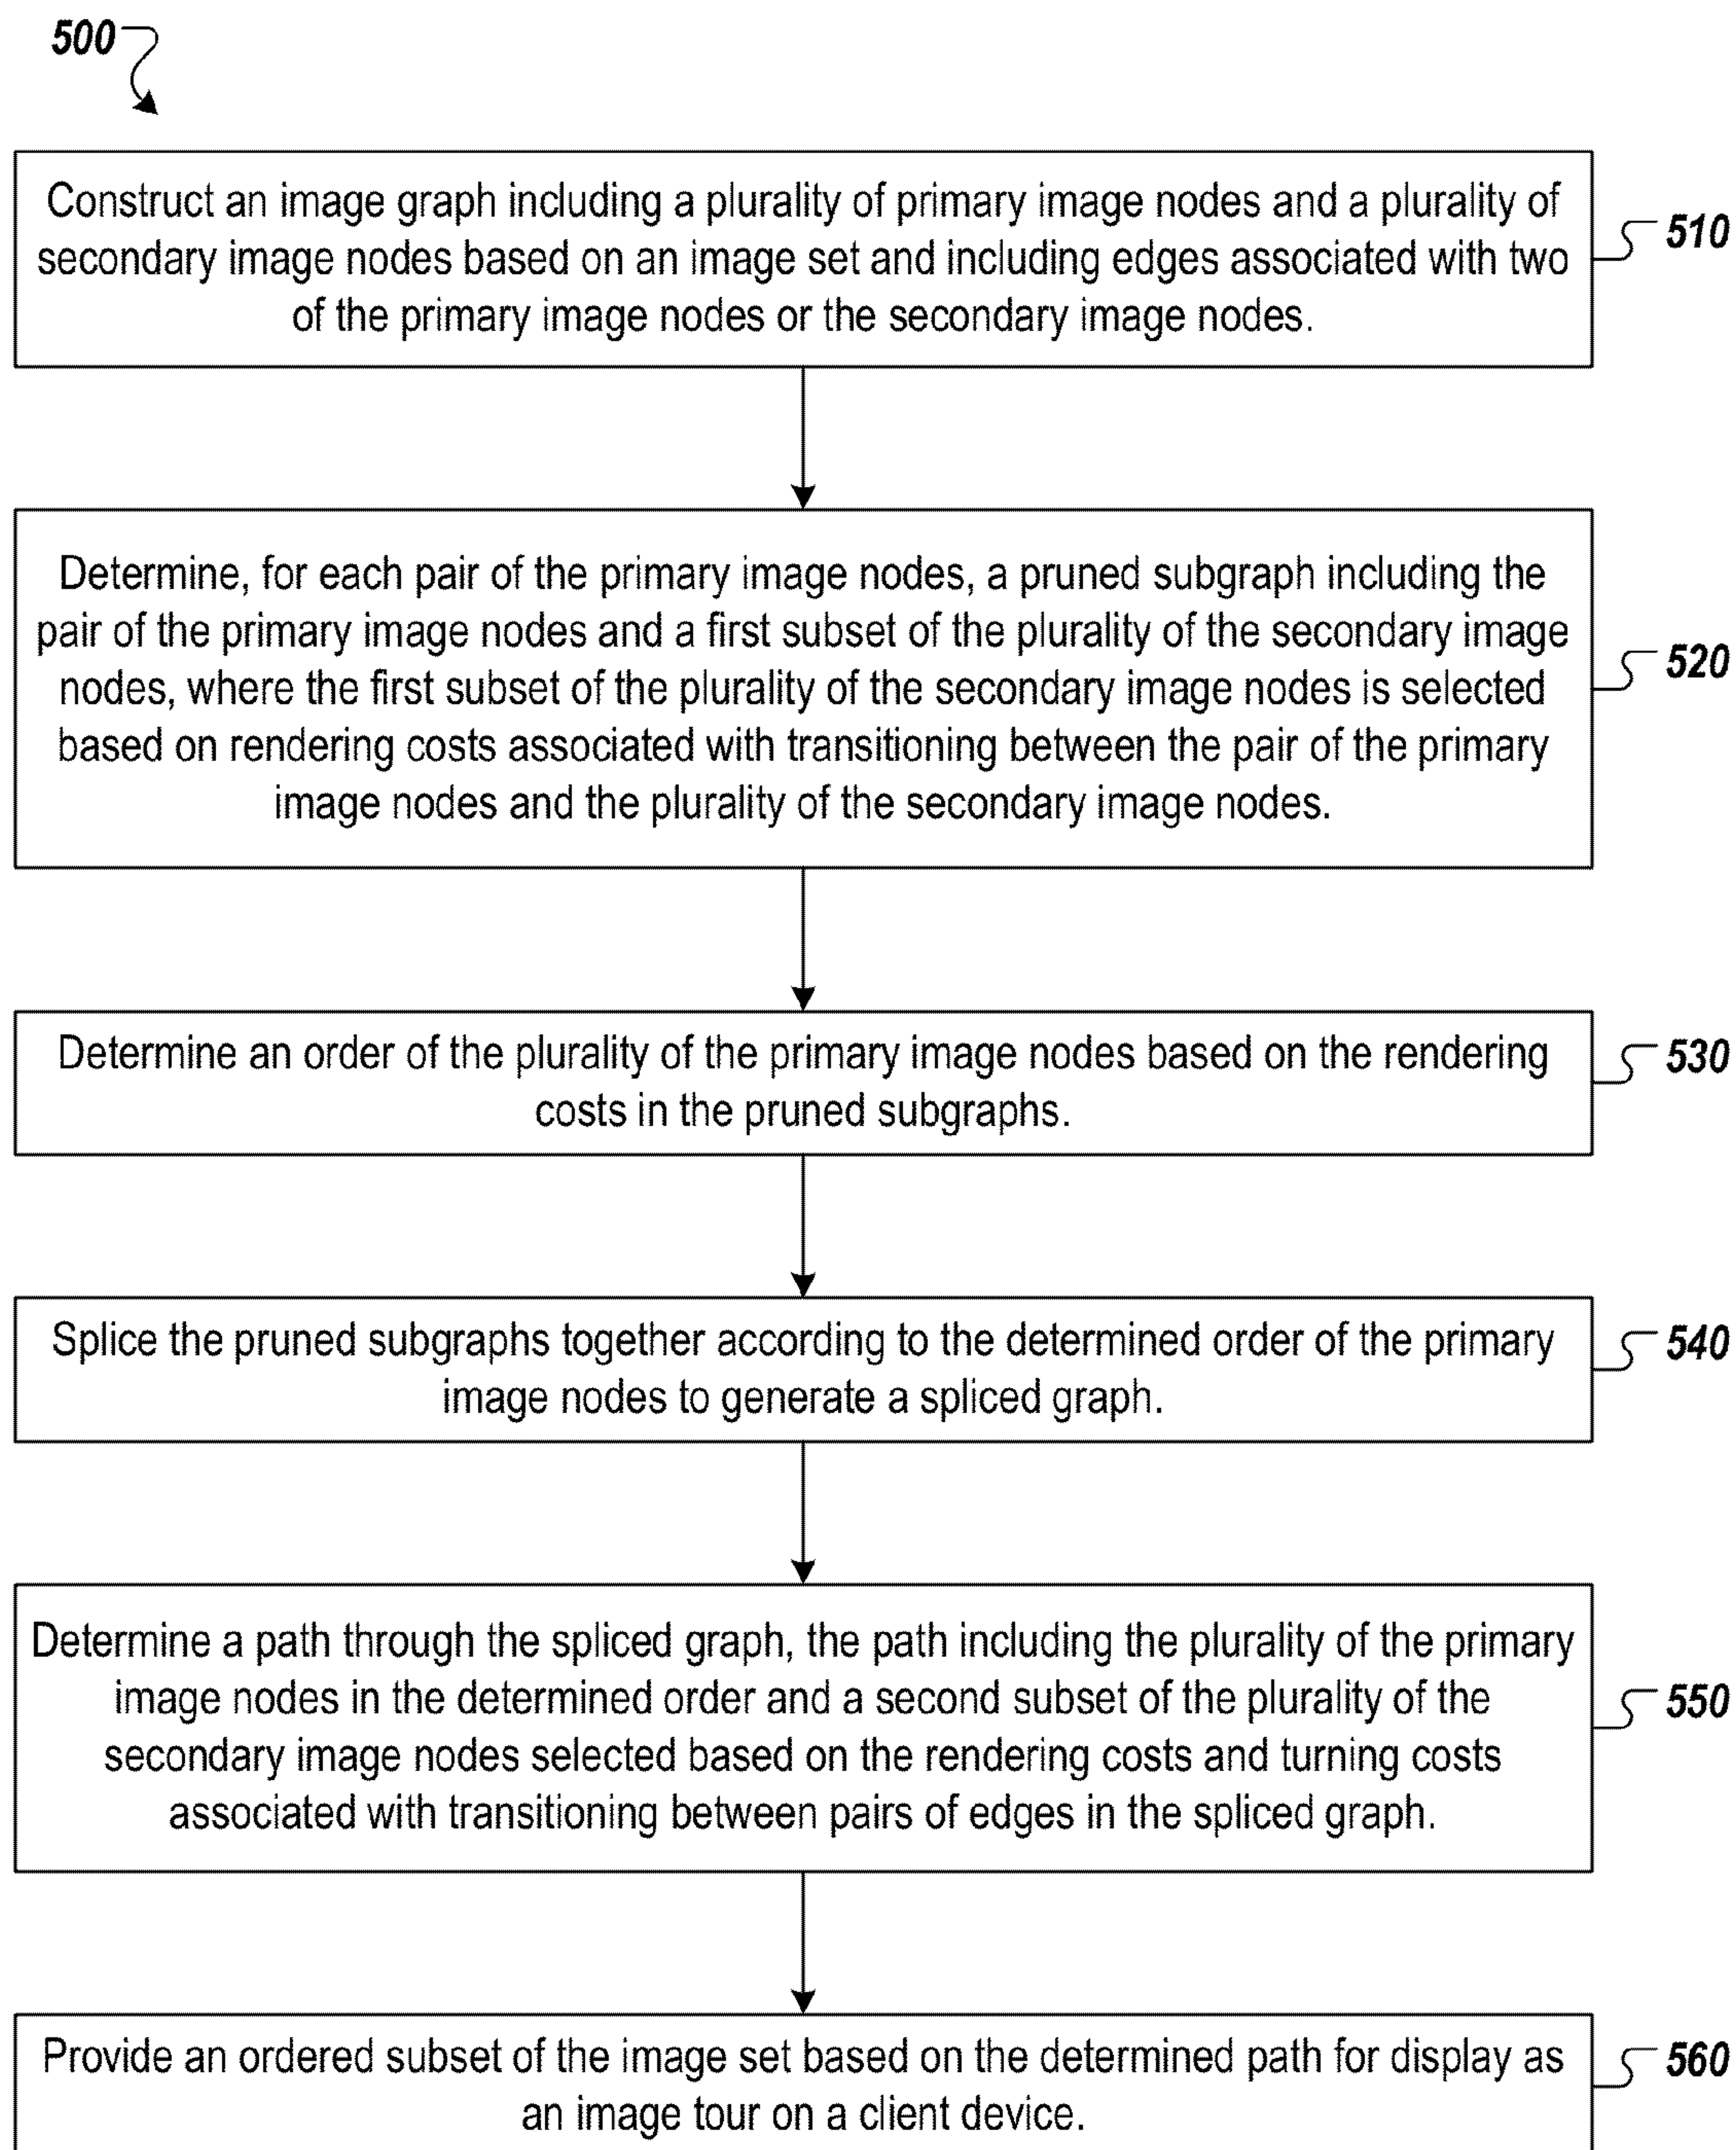 500
Construct an image graph including a plurality of primary image nodes and a plurality of
secondary image nodes based on an image set and including edges associated with two
of the primary image nodes or the secondary image nodes.
510
Determine, for each pair of the primary image nodes, a pruned subgraph including the
pair of the primary image nodes and a first subset of the plurality of the secondary image
nodes, where the first subset of the plurality of the secondary image nodes is selected
based on rendering costs associated with transitioning between the pair of the primary
image nodes and the plurality of the secondary image nodes.
520
Determine an order of the plurality of the primary image nodes based on the rendering
costs in the pruned subgraphs.
530
Splice the pruned subgraphs together according to the determined order of the primary
image nodes to generate a spliced graph.
540
Determine a path through the spliced graph, the path including the plurality of the primary
image nodes in the determined order and a second subset of the plurality of the
secondary image nodes selected based on the rendering costs and turning costs
associated with transitioning between pairs of edges in the spliced graph.
550
Provide an ordered subset of the image set based on the determined path for display as
an image tour on a client device.
560